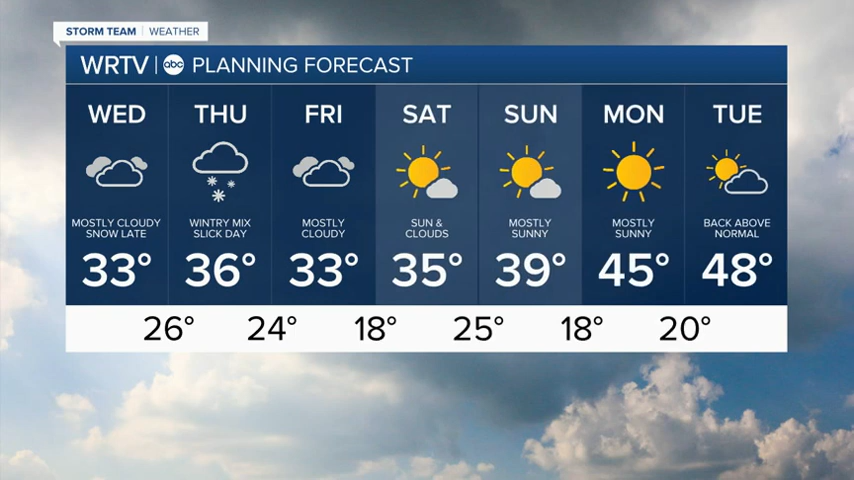 STORM TEAM | WEATHER
WRTV | abc PLANNING FORECAST
WED THU FRI SAT SUN MON TUE
MOSTLY CLOUDY WINTRY MIX MOSTLY SUN & MOSTLY MOSTLY BACK ABOVE
SNOW LATE SLICK DAY CLOUDY CLOUDS SUNNY SUNNY NORMAL
33° 36° 33° 35° 39° 45° 48°
26° 24° 18° 25° 18° 20°